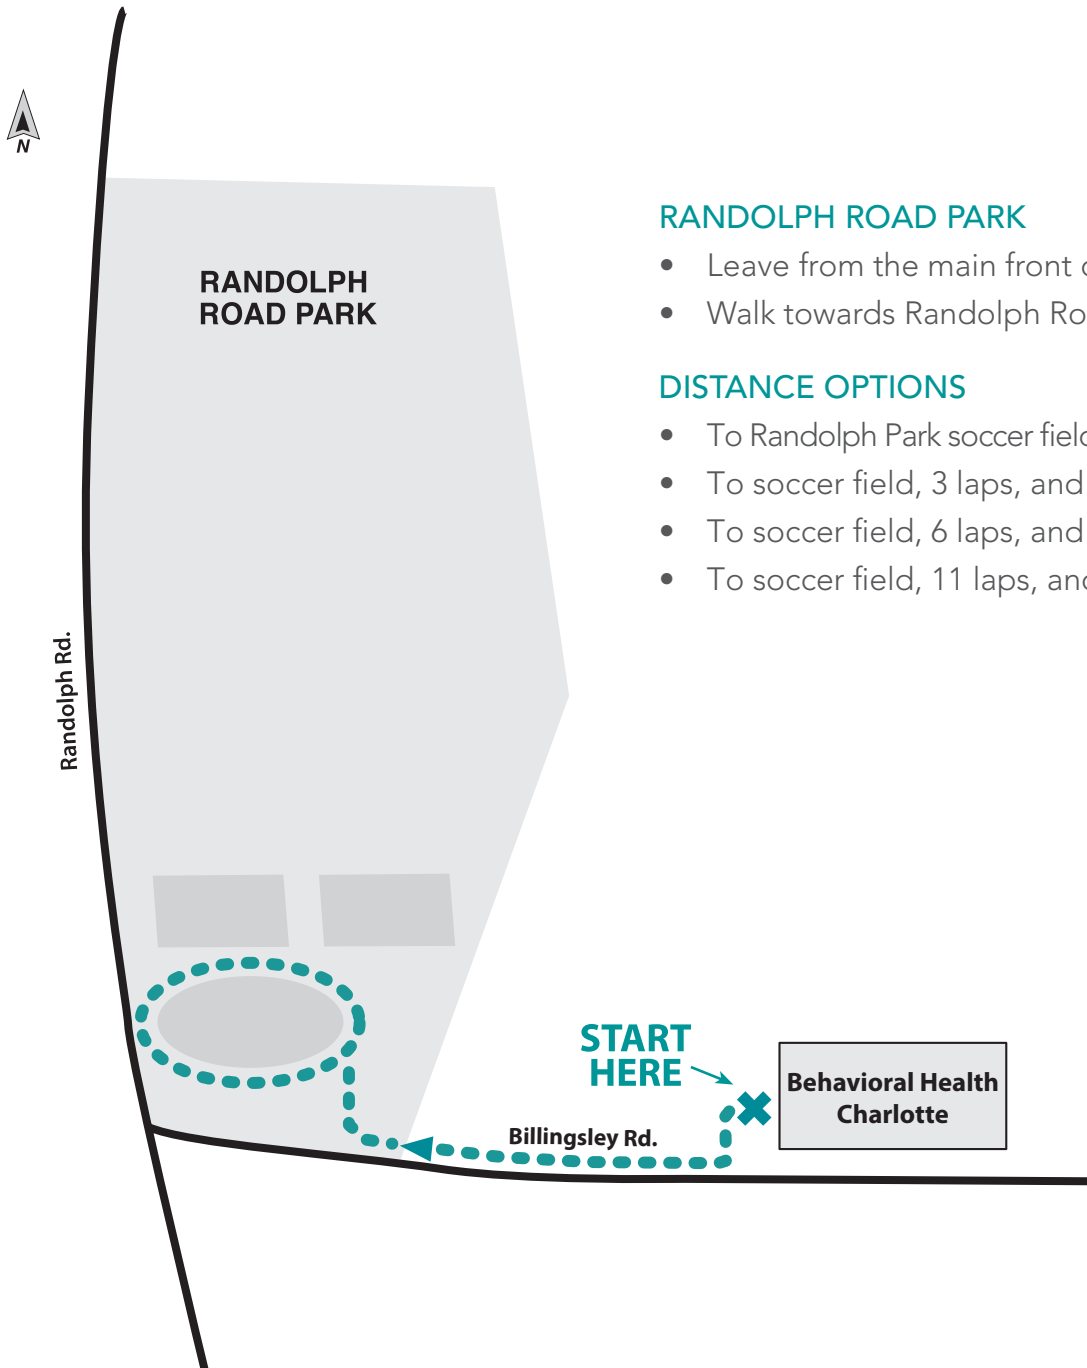 N
RANDOLPH
ROAD PARK
Randolph Rd.
RANDOLPH ROAD PARK
• Leave from the main front
• Walk towards Randolph Ro
DISTANCE OPTIONS
• To Randolph Park soccer field
• To soccer field, 3 laps, and
• To soccer field, 6 laps, and
• To soccer field, 11 laps, and
START
HERE
Behavioral Health
Charlotte
Billingsley Rd.